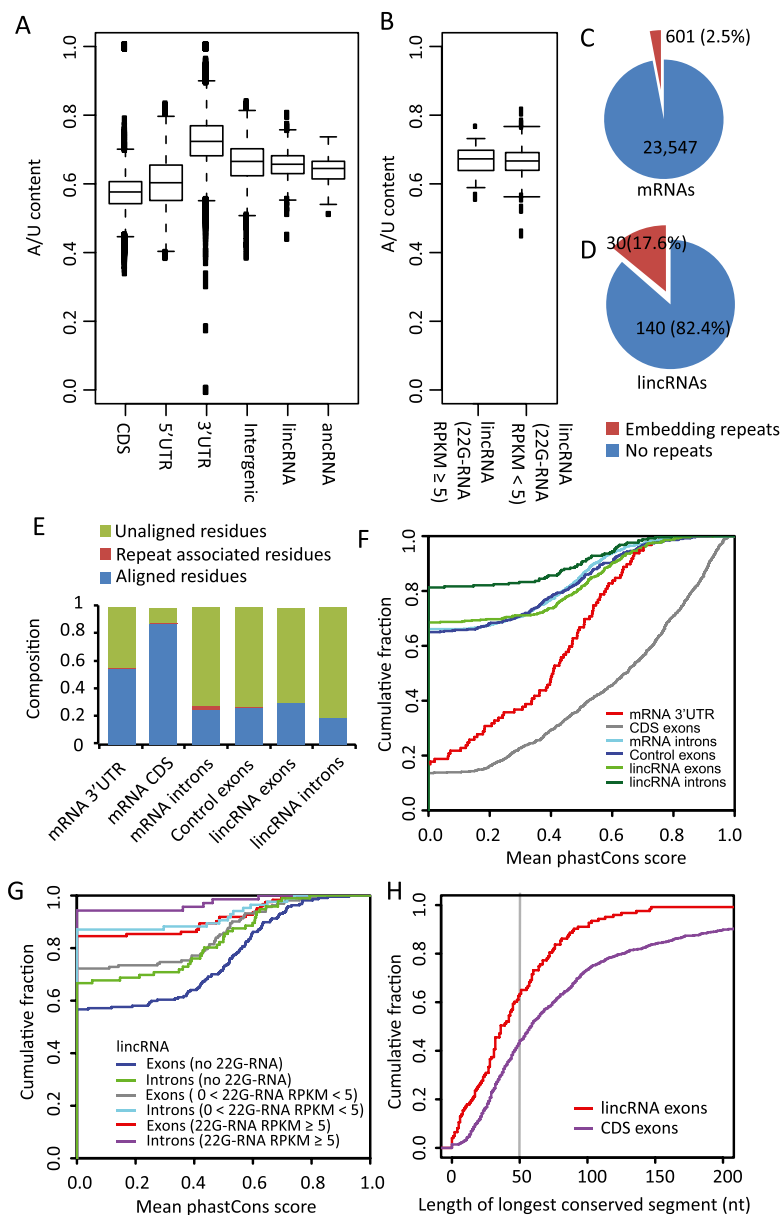 A
A/U content
1.0
0.8
0.6
0.4
0.2
0.0
CDS
5'UTR
3'UTR
Intergenic
lincRNA
ancRNA
B
A/U content
1.0
0.8
0.6
0.4
0.2
0.0
lincRNA
(22G-RNA
RPKM ≥ 5)
lincRNA
(22G-RNA
RPKM < 5)
C
601 (2.5%)
23,547
mRNAs
D
30(17.6%)
140 (82.4%)
lincRNAs
Embedding repeats
No repeats
E
Unaligned residues
Repeat associated residues
Aligned residues
Composition
1
0.8
0.6
0.4
0.2
0
mRNA 3'UTR
mRNA CDS
mRNA introns
Control exons
lincRNA exons
lincRNA introns
F
Cumulative fraction
1.0
0.8
0.6
0.4
0.2
0.0
mRNA 3'UTR
CDS exons
mRNA introns
Control exons
lincRNA exons
lincRNA introns
0.0 0.2 0.4 0.6 0.8 1.0
Mean phastCons score
G
Cumulative fraction
1.0
0.8
0.6
0.4
0.2
0.0
lincRNA
Exons (no 22G-RNA)
Introns (no 22G-RNA)
Exons ( 0 < 22G-RNA RPKM < 5)
Introns (0 < 22G-RNA RPKM < 5)
Exons (22G-RNA RPKM ≥ 5)
Introns (22G-RNA RPKM ≥ 5)
0.0 0.2 0.4 0.6 0.8 1.0
Mean phastCons score
H
Cumulative fraction
1.0
0.8
0.6
0.4
0.2
0.0
lincRNA exons
CDS exons
0 50 100 150 200
Length of longest conserved segment (nt)